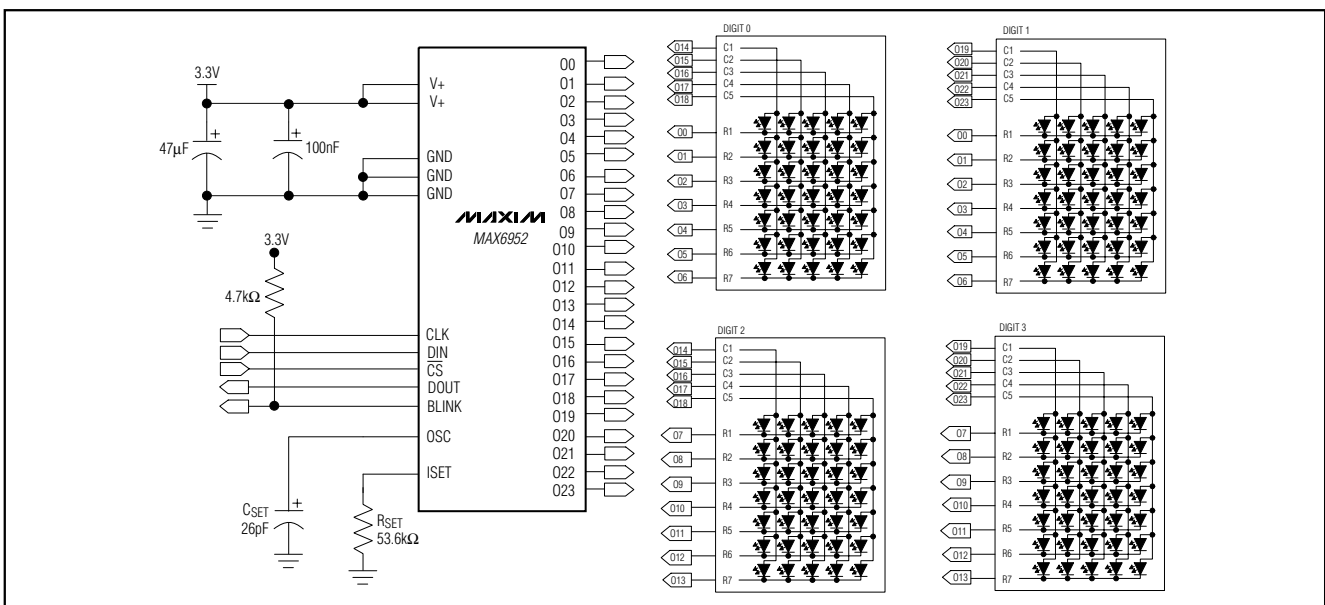 3.3V
47µF
100nF
3.3V
4.7kΩ
CSET
26pF
RSET
53.6kΩ
V+
V+
GND
GND
GND
MAXIM
MAX6952
CLK
DIN
CS
DOUT
BLINK
OSC
ISET
O0
O1
O2
O3
O4
O5
O6
O7
O8
O9
O10
O11
O12
O13
O14
O15
O16
O17
O18
O19
O20
O21
O22
O23
DIGIT 0
O14 C1
O15 C2
O16 C3
O17 C4
O18 C5
O0 R1
O1 R2
O2 R3
O3 R4
O4 R5
O5 R6
O6 R7
DIGIT 1
O19 C1
O20 C2
O21 C3
O22 C4
O23 C5
O0 R1
O1 R2
O2 R3
O3 R4
O4 R5
O5 R6
O6 R7
DIGIT 2
O14 C1
O15 C2
O16 C3
O17 C4
O18 C5
O7 R1
O8 R2
O9 R3
O10 R4
O11 R5
O12 R6
O13 R7
DIGIT 3
O19 C1
O20 C2
O21 C3
O22 C4
O23 C5
O7 R1
O8 R2
O9 R3
O10 R4
O11 R5
O12 R6
O13 R7